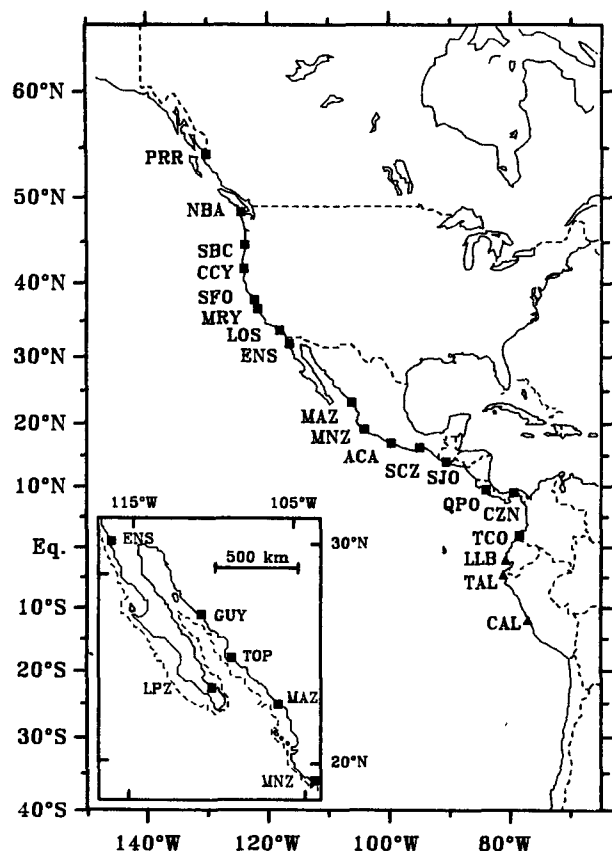 60°N
PRR
50°N
NBA
SBC
40°N
CCY
SFO
MRY
LOS
30°N
ENS
20°N
MAZ
MNZ
ACA
SCZ
SJO
10°N
QPO
CZN
115°W 105°W
TCO
Eq.
ENS
500 km
30°N
LLB
TAL
10°S
GUY
CAL
TOP
20°S
LPZ
MAZ
30°S
20°N
MNZ
40°S
140°W 120°W 100°W 80°W